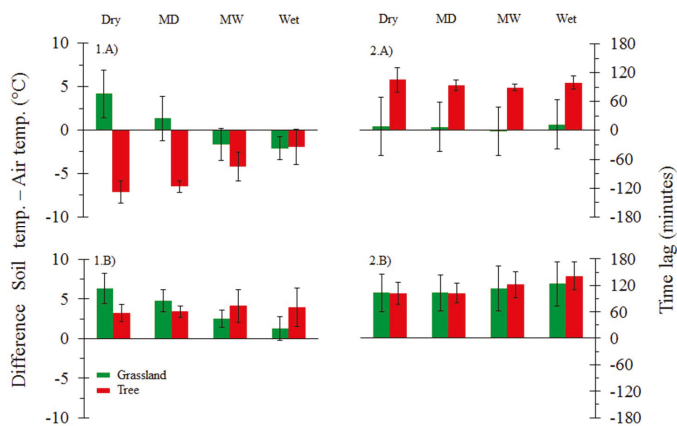 Dry MD MW Wet
Dry MD MW Wet
1.A)
10
5
0
-5
-10
2.A)
180
120
60
0
-60
-120
-180
1.B)
10
5
0
-5
-10
2.B)
180
120
60
0
-60
-120
-180
Grassland
Tree
Difference Soil temp. – Air temp. (°C)
Time lag (minutes)